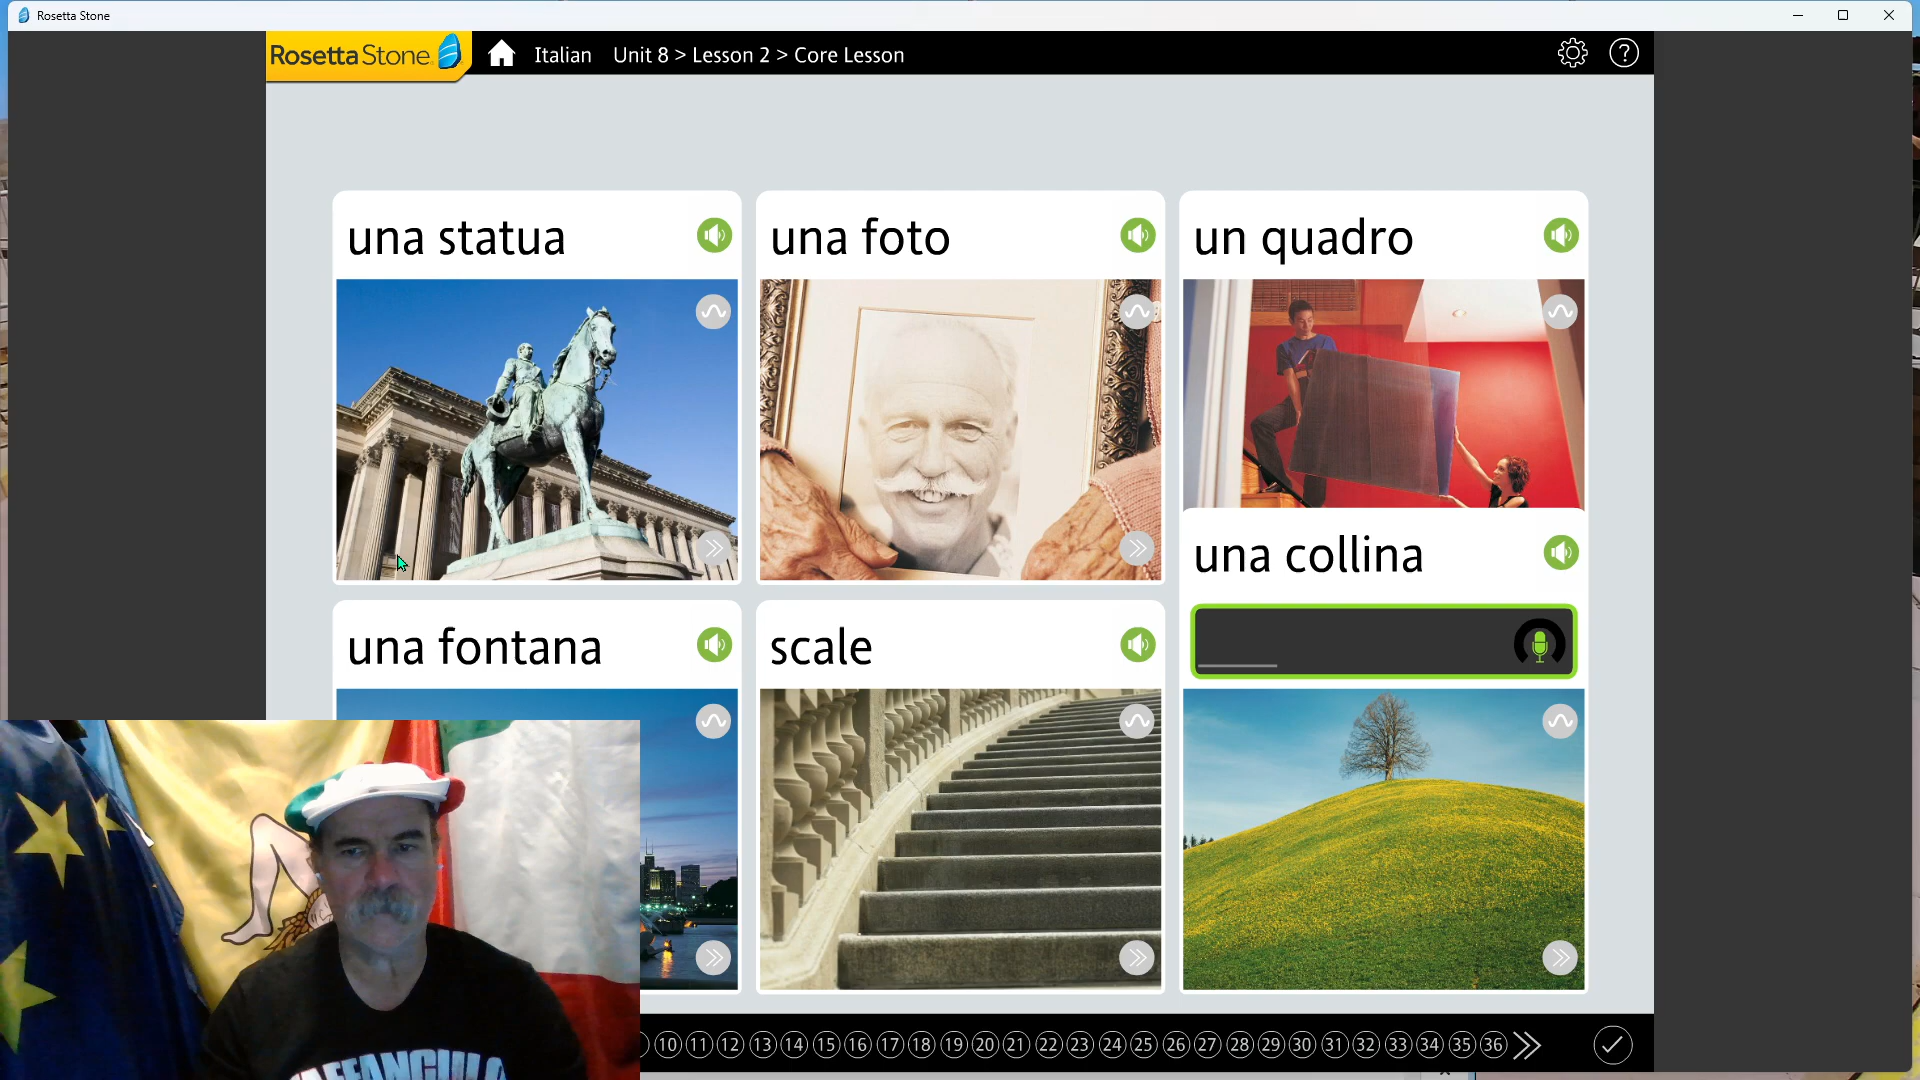 Rosetta Stone
RosettaStone
Italian Unit 8 > Lesson 2 > Core Lesson
?
una statua
una foto
un quadro
una collina
una fontana
scale
10 11 12 13 14 15 16 17 18 19 20 21 22 23 24 25 26 27 28 29 30 31 32 33 34 35 36